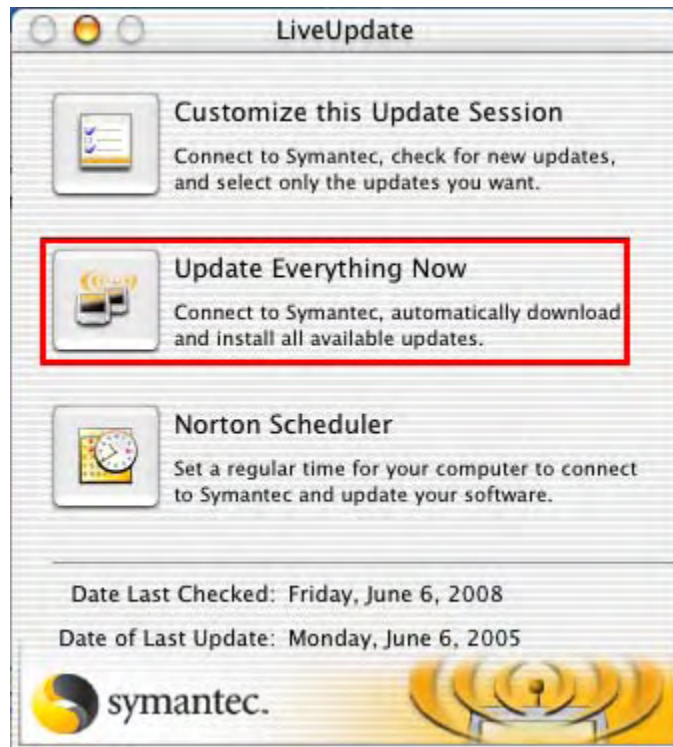 LiveUpdate
Customize this Update Session
Connect to Symantec, check for new updates,
and select only the updates you want.
Update Everything Now
Connect to Symantec, automatically download
and install all available updates.
Norton Scheduler
Set a regular time for your computer to connect
to Symantec and update your software.
Date Last Checked: Friday, June 6, 2008
Date of Last Update: Monday, June 6, 2005
symantec.